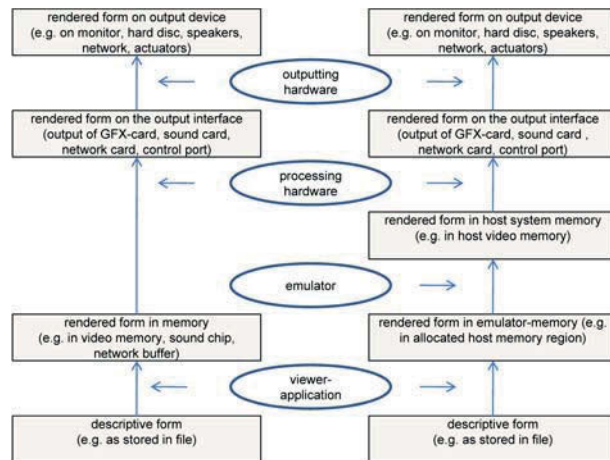 rendered form on output device
(e.g. on monitor, hard disc, speakers,
network, actuators)
rendered form on output device
(e.g. on monitor, hard disc, speakers,
network, actuators)
outputting
hardware
rendered form on the output interface
(output of GFX-card, sound card,
network card, control port)
rendered form on the output interface
(output of GFX-card, sound card ,
network card, control port)
processing
hardware
rendered form in host system memory
(e.g. in host video memory)
emulator
rendered form in memory
(e.g. in video memory, sound chip,
network buffer)
rendered form in emulator-memory (e.g.
in allocated host memory region)
viewer-
application
descriptive form
(e.g. as stored in file)
descriptive form
(e.g. as stored in file)